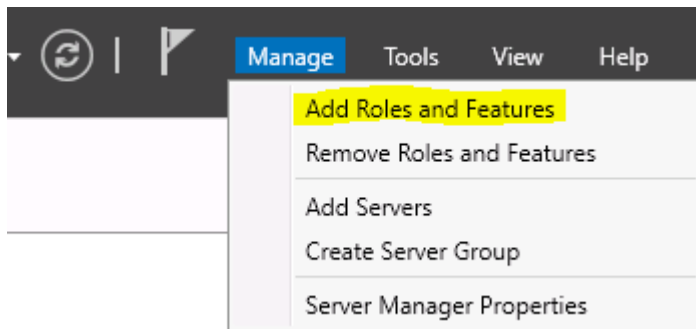 Manage Tools View Help
Add Roles and Features
Remove Roles and Features
Add Servers
Create Server Group
Server Manager Properties